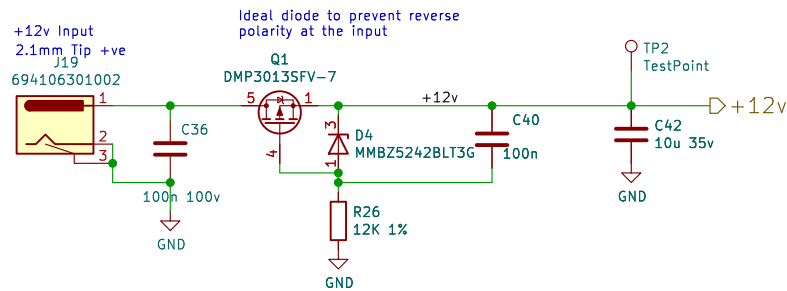 Ideal diode to prevent reverse
polarity at the input
+12v Input
2.1mm Tip +ve
J19
694106301002
Q1
DMP3013SFV-7
TP2
TestPoint
1
2
3
5
1
4
+12v
+12v
C36
100n 100v
3
1
D4
MMBZ5242BLT3G
C40
100n
C42
10u 35v
R26
12K 1%
GND
GND
GND